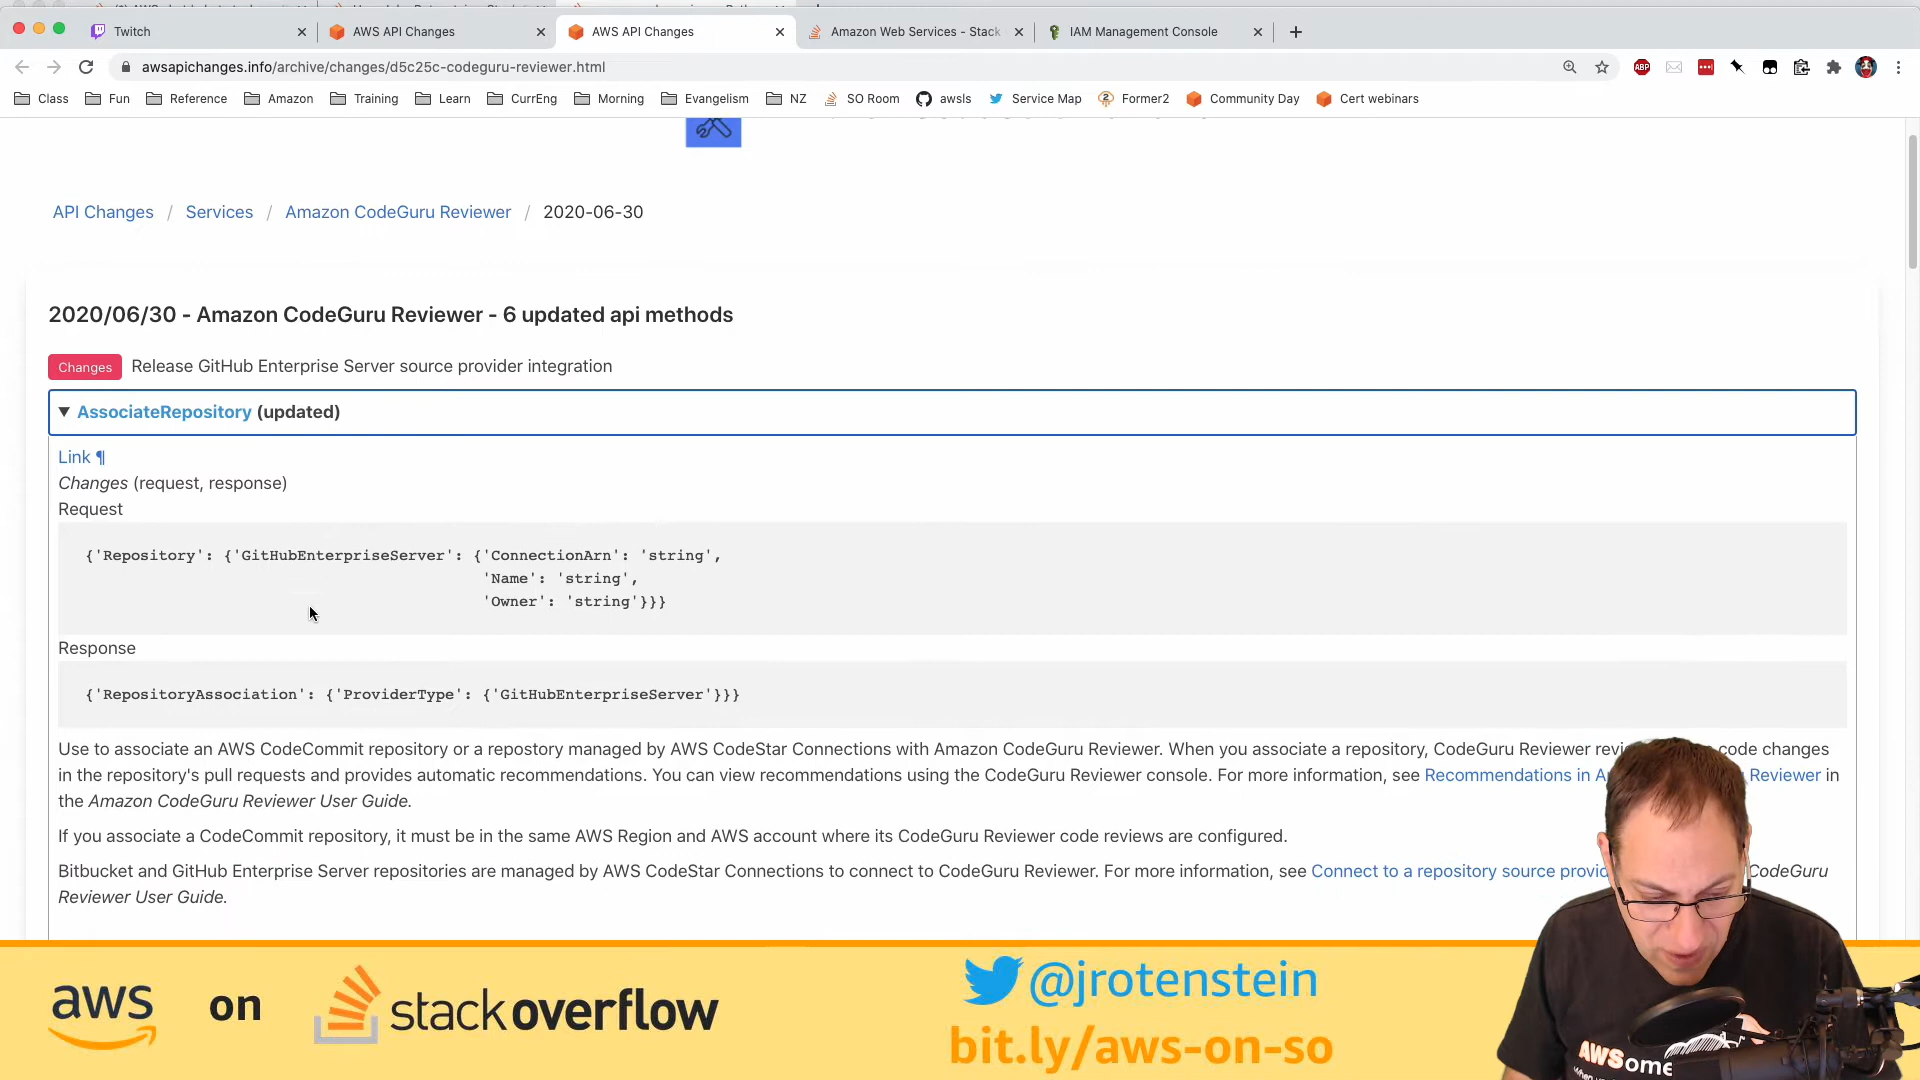 Twitch
AWS API Changes
AWS API Changes
Amazon Web Services - Stack
IAM Management Console
awsapichanges.info/archive/changes/d5c25c-codeguru-reviewer.html
ABP
Class
Fun
Reference
Amazon
Training
Learn
CurrEng
Morning
Evangelism
NZ
SO Room
awsls
Service Map
Former2
Community Day
Cert webinars
API Changes / Services / Amazon CodeGuru Reviewer / 2020-06-30
2020/06/30 - Amazon CodeGuru Reviewer - 6 updated api methods
Changes Release GitHub Enterprise Server source provider integration
AssociateRepository (updated)
Link ¶
Changes (request, response)
Request
{'Repository': {'GitHubEnterpriseServer': {'ConnectionArn': 'string',
'Name': 'string',
'Owner': 'string'}}}
Response
{'RepositoryAssociation': {'ProviderType': {'GitHubEnterpriseServer'}}}
Use to associate an AWS CodeCommit repository or a repostory managed by AWS CodeStar Connections with Amazon CodeGuru Reviewer. When you associate a repository, CodeGuru Reviewer code changes
in the repository's pull requests and provides automatic recommendations. You can view recommendations using the CodeGuru Reviewer console. For more information, see Recommendations in Reviewer in
the Amazon CodeGuru Reviewer User Guide.
If you associate a CodeCommit repository, it must be in the same AWS Region and AWS account where its CodeGuru Reviewer code reviews are configured.
Bitbucket and GitHub Enterprise Server repositories are managed by AWS CodeStar Connections to connect to CodeGuru Reviewer. For more information, see Connect to a repository source CodeGuru
Reviewer User Guide.
aws on stackoverflow
@jrotenstein
bit.ly/aws-on-so
AWSome